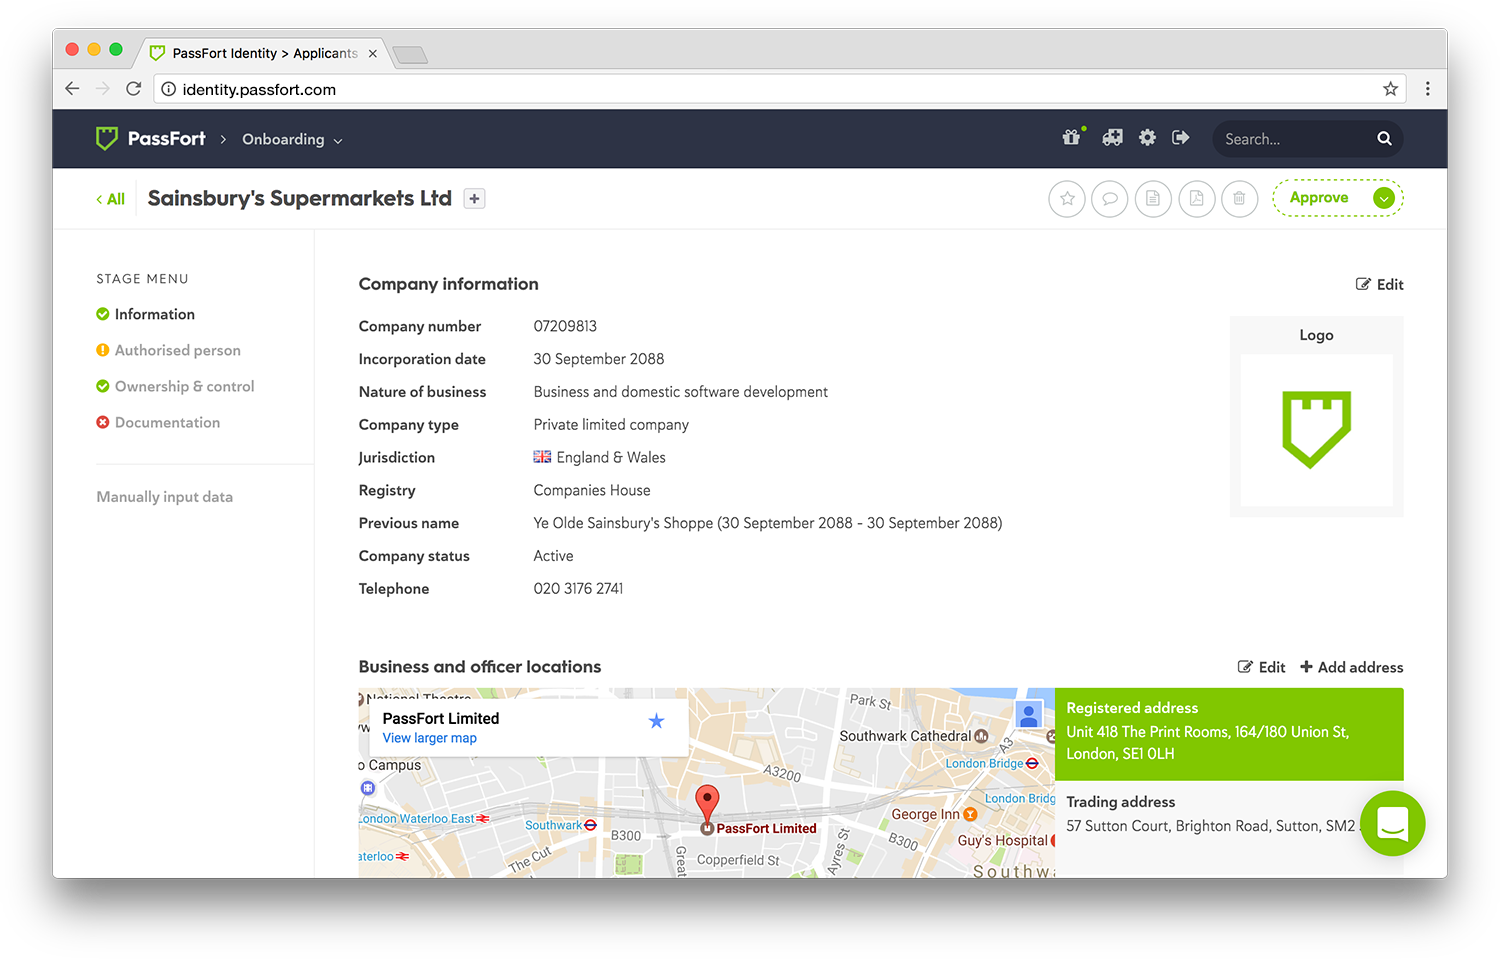 PassFort Identity > Applicants
identity.passfort.com
PassFort > Onboarding
Search...
All
Sainsbury's Supermarkets Ltd
Approve
STAGE MENU
Information
Authorised person
Ownership & control
Documentation
Manually input data
Company information
Edit
Company number 07209813
Incorporation date 30 September 2088
Nature of business Business and domestic software development
Company type Private limited company
Jurisdiction England & Wales
Registry Companies House
Previous name Ye Olde Sainsbury's Shoppe (30 September 2088 - 30 September 2088)
Company status Active
Telephone 020 3176 2741
Logo
Business and officer locations
Edit
Add address
National Theatre
PassFort Limited
View larger map
o Campus
London Waterloo East
aterloo
Southwark
B300
The Cut
Great
Copperfield St
PassFort Limited
A3200
Park St
Southwark Cathedral
A3
London Bridge
London Bridg
George Inn
B300
Ayres St
Guy's Hospital
Southwa
Registered address
Unit 418 The Print Rooms, 164/180 Union St,
London, SE1 0LH
Trading address
57 Sutton Court, Brighton Road, Sutton, SM2